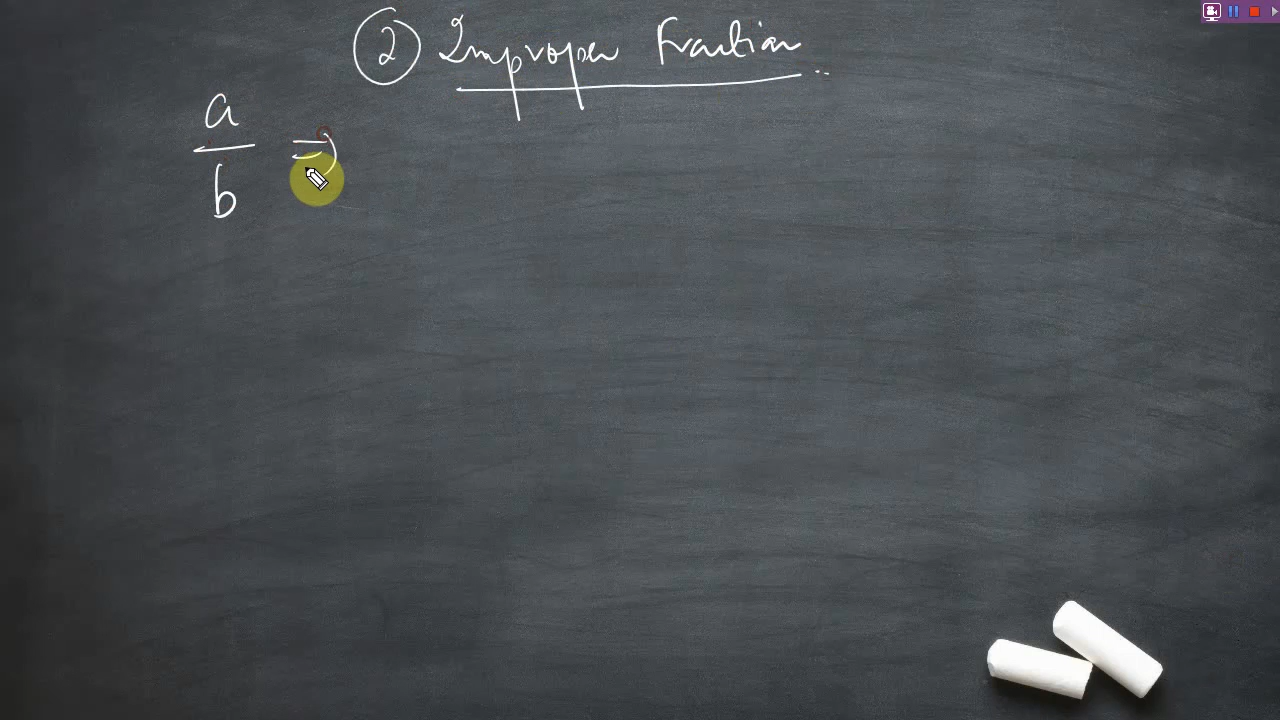 ② Improper Fraction ..
a
b ⇒